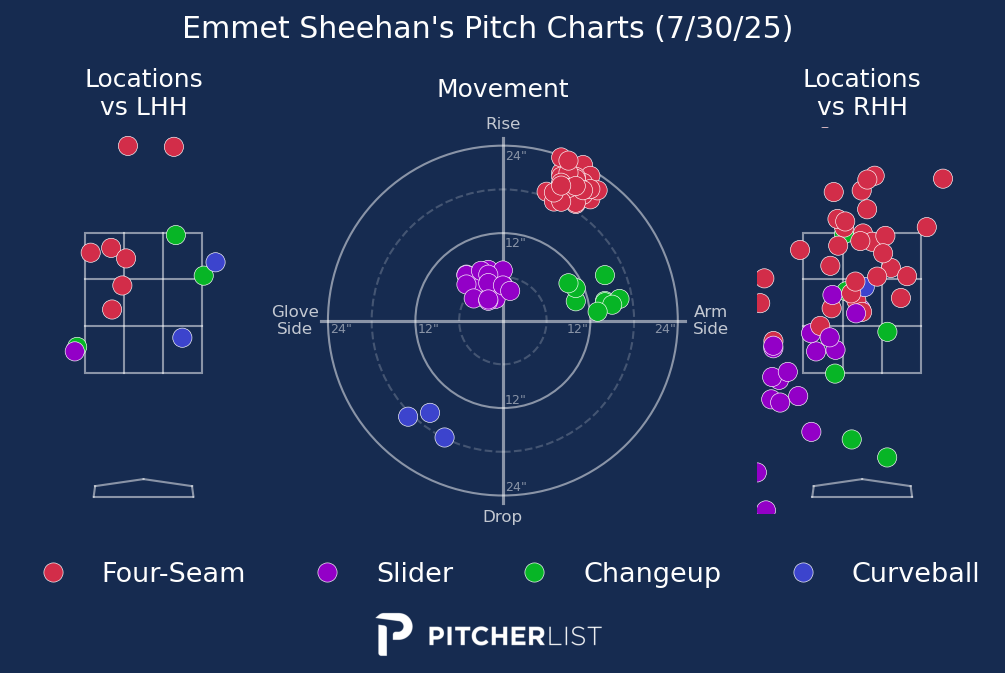 Emmet Sheehan's Pitch Charts (7/30/25)
Locations
vs LHH
Movement
Locations
vs RHH
Rise
24"
12"
Glove
Side
24"
12"
12"
24"
Arm
Side
12"
24"
Drop
Four-Seam
Slider
Changeup
Curveball
PITCHERLIST